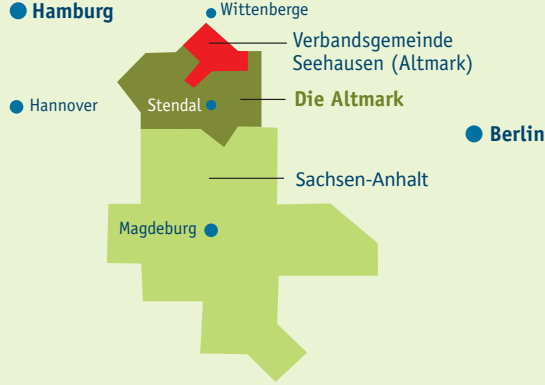 Hamburg
Wittenberge
Verbandsgemeinde
Seehausen (Altmark)
Hannover
Stendal
Die Altmark
Berlin
Sachsen-Anhalt
Magdeburg